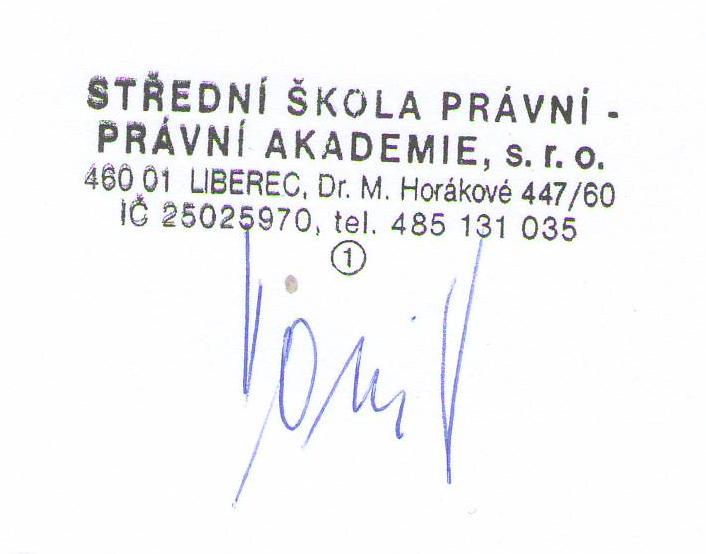 STŘEDNÍ ŠKOLA PRÁVNÍ -
PRÁVNÍ AKADEMIE, s. r. o.
460 01 LIBEREC, Dr. M. Horákové 447/60
IČ 25025970, tel. 485 131 035
1